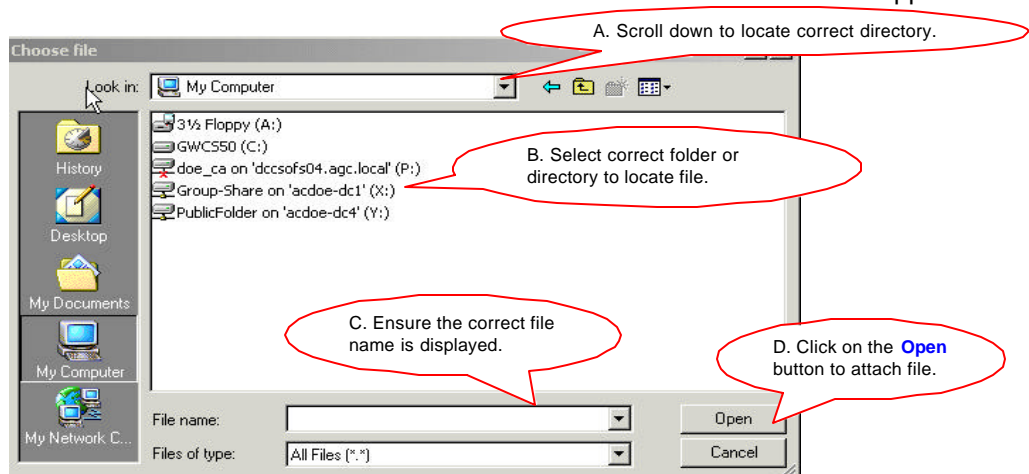 A. Scroll down to locate correct directory.
Choose file
Look in:
My Computer
3½ Floppy (A:)
GWCS50 (C:)
doe_ca on 'dccsofs04.agc.local' (P:)
Group-Share on 'acdoe-dc1' (X:)
PublicFolder on 'acdoe-dc4' (Y:)
B. Select correct folder or
directory to locate file.
History
Desktop
My Documents
My Computer
My Network C...
C. Ensure the correct file
name is displayed.
D. Click on the Open
button to attach file.
File name:
Open
Files of type:
All Files (*.*)
Cancel